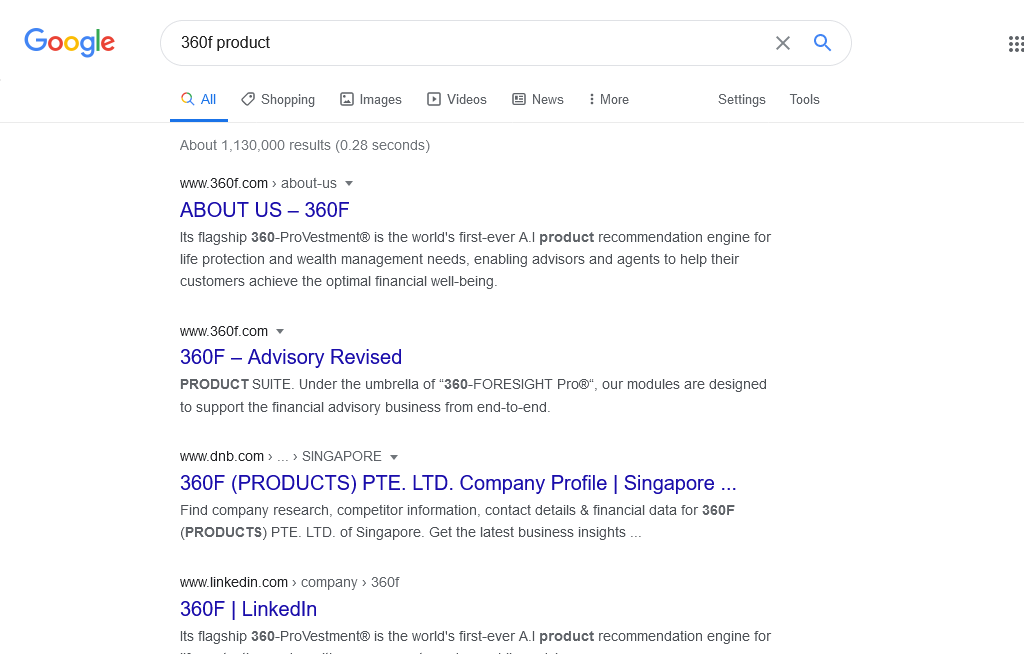 Google
360f product
All
Shopping
Images
Videos
News
More
Settings
Tools
About 1,130,000 results (0.28 seconds)
www.360f.com › about-us
ABOUT US – 360F
Its flagship 360-ProVestment® is the world's first-ever A.I product recommendation engine for
life protection and wealth management needs, enabling advisors and agents to help their
customers achieve the optimal financial well-being.
www.360f.com
360F – Advisory Revised
PRODUCT SUITE. Under the umbrella of “360-FORESIGHT Pro®“, our modules are designed
to support the financial advisory business from end-to-end.
www.dnb.com › ... › SINGAPORE
360F (PRODUCTS) PTE. LTD. Company Profile | Singapore ...
Find company research, competitor information, contact details & financial data for 360F
(PRODUCTS) PTE. LTD. of Singapore. Get the latest business insights ...
www.linkedin.com › company › 360f
360F | LinkedIn
Its flagship 360-ProVestment® is the world's first-ever A.I product recommendation engine for